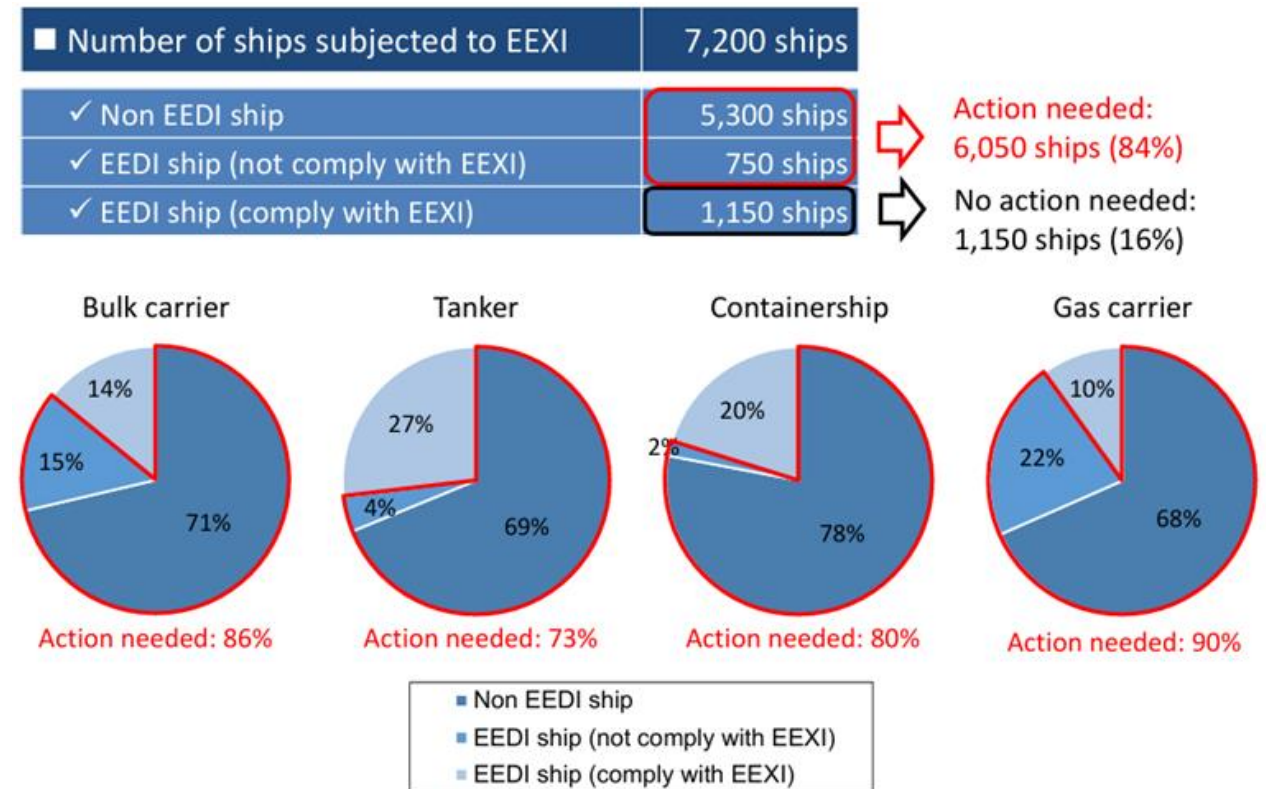 ■ Number of ships subjected to EEXI 7,200 ships
✓ Non EEDI ship 5,300 ships
✓ EEDI ship (not comply with EEXI) 750 ships
✓ EEDI ship (comply with EEXI) 1,150 ships
Action needed:
6,050 ships (84%)
No action needed:
1,150 ships (16%)
Bulk carrier
14%
15%
71%
Action needed: 86%
Tanker
27%
4%
69%
Action needed: 73%
Containership
20%
2%
78%
Action needed: 80%
Gas carrier
10%
22%
68%
Action needed: 90%
Non EEDI ship
EEDI ship (not comply with EEXI)
EEDI ship (comply with EEXI)